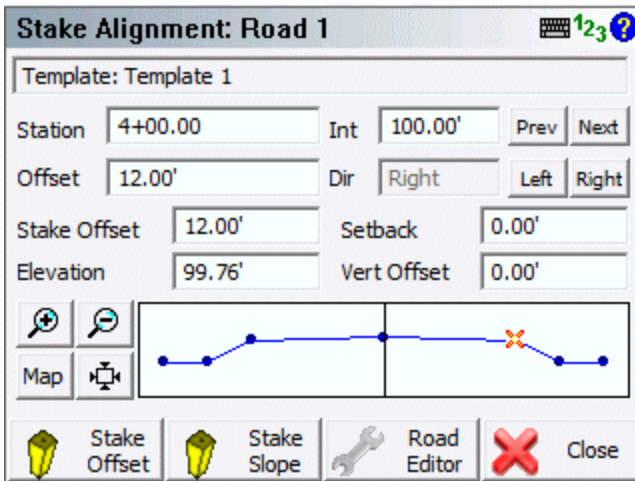 Stake Alignment: Road 1 123 ?
Template: Template 1
Station 4+00.00 Int 100.00' Prev Next
Offset 12.00' Dir Right Left Right
Stake Offset 12.00' Setback 0.00'
Elevation 99.76' Vert Offset 0.00'
Map
Stake Offset Stake Slope Road Editor Close